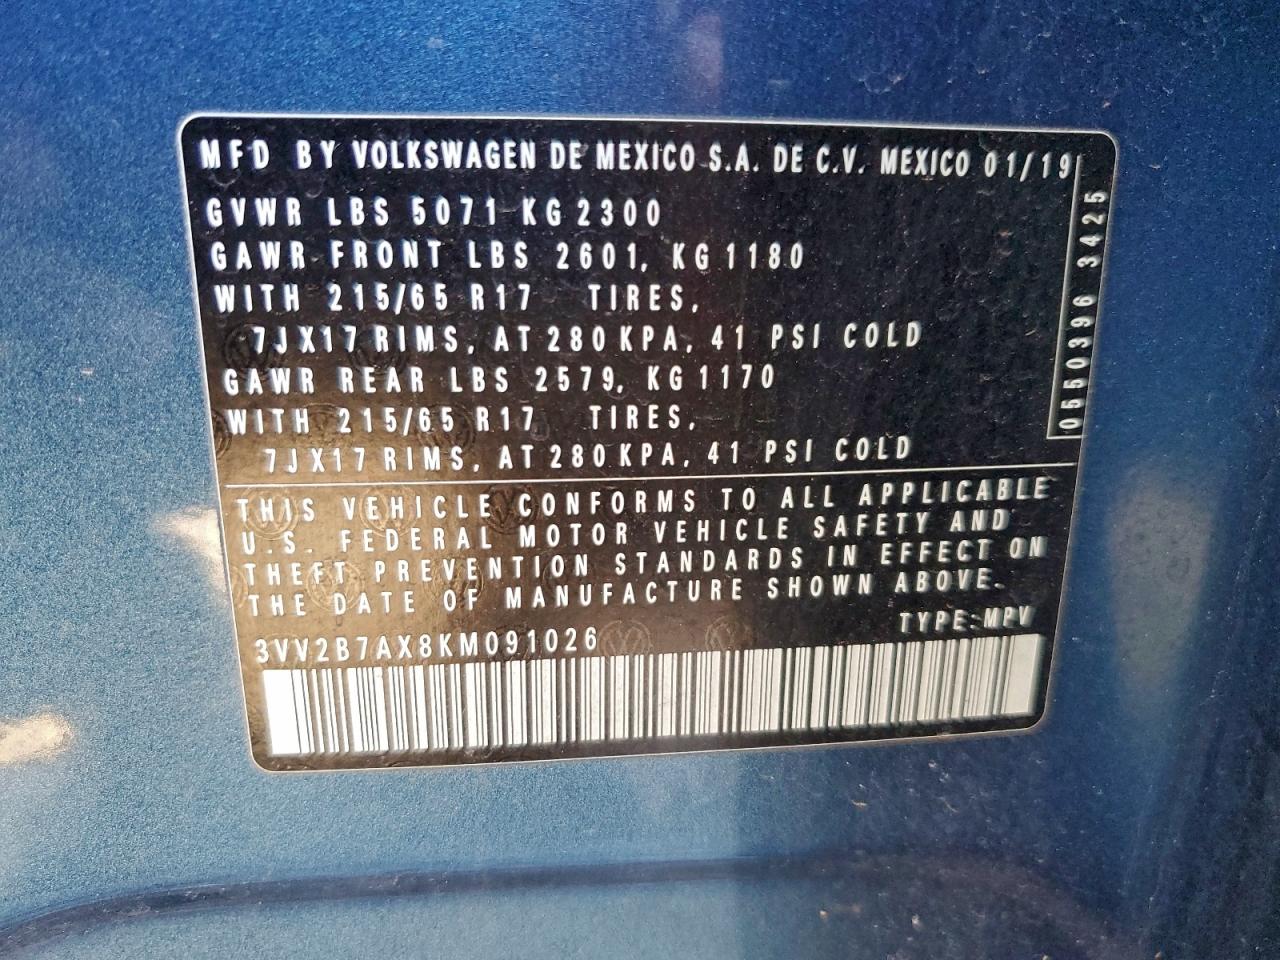 MFD BY VOLKSWAGEN DE MEXICO S.A. DE C.V. MEXICO 01/19
GVWR LBS 5071 KG 2300
GAWR FRONT LBS 2601, KG 1180
WITH 215/65 R17 TIRES,
7JX17 RIMS, AT 280 KPA, 41 PSI COLD
GAWR REAR LBS 2579, KG 1170
WITH 215/65 R17 TIRES,
7JX17 RIMS, AT 280 KPA, 41 PSI COLD
0550396 3425
THIS VEHICLE CONFORMS TO ALL APPLICABLE
U.S. FEDERAL MOTOR VEHICLE SAFETY AND
THEFT PREVENTION STANDARDS IN EFFECT ON
THE DATE OF MANUFACTURE SHOWN ABOVE.
TYPE: MPV
3VV2B7AX8KM091026